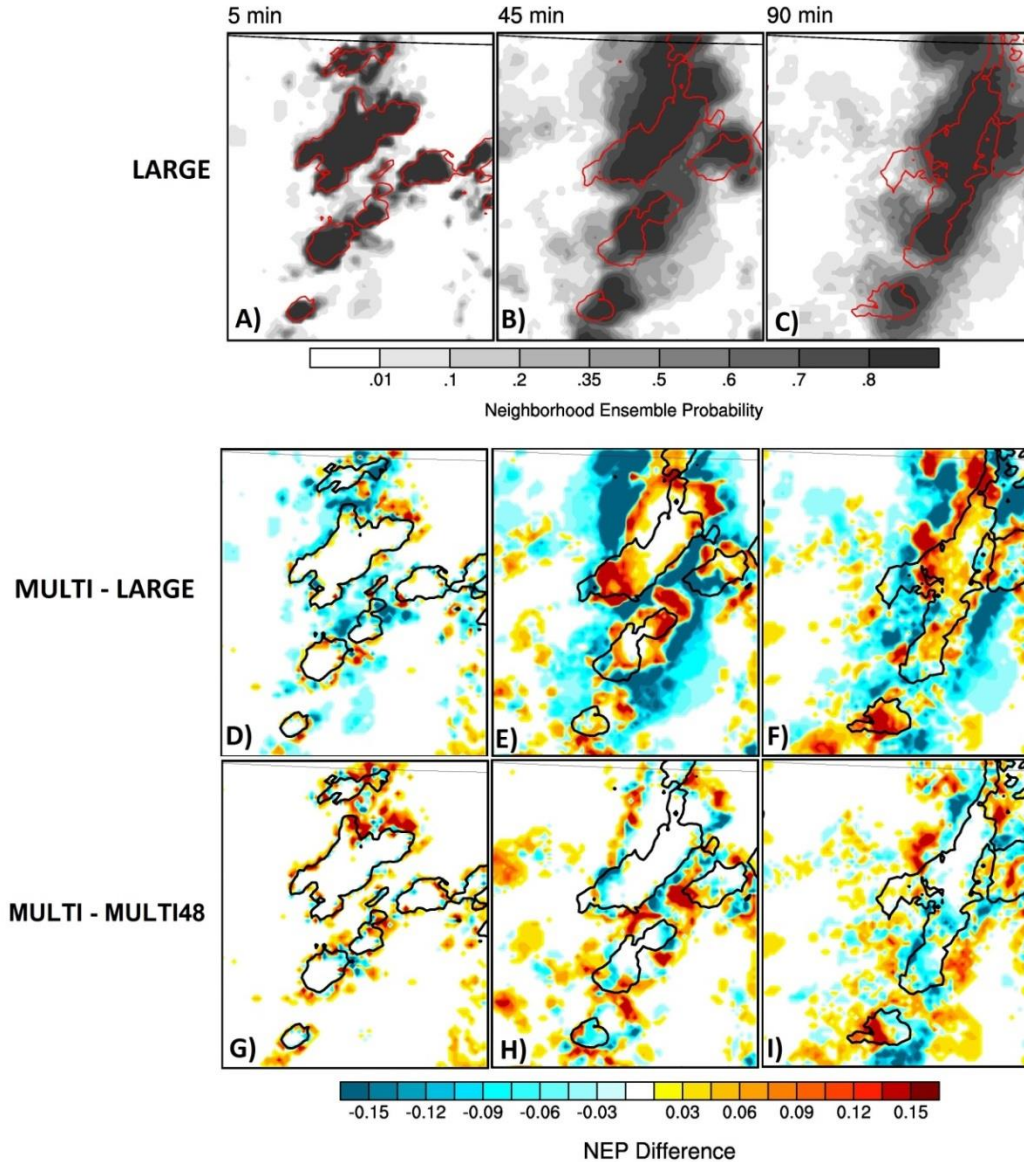 5 min 45 min 90 min
LARGE
A) B) C)
.01 .1 .2 .35 .5 .6 .7 .8
Neighborhood Ensemble Probability
MULTI - LARGE
D) E) F)
MULTI - MULTI48
G) H) I)
-0.15 -0.12 -0.09 -0.06 -0.03 0.03 0.06 0.09 0.12 0.15
NEP Difference